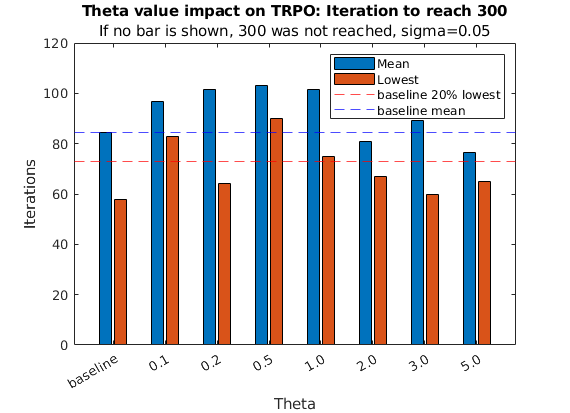 Theta value impact on TRPO: Iteration to reach 300
If no bar is shown, 300 was not reached, sigma=0.05
120
100
80
60
40
20
0
Iterations
Mean
Lowest
baseline 20% lowest
baseline mean
baseline
0.1
0.2
0.5
1.0
2.0
3.0
5.0
Theta